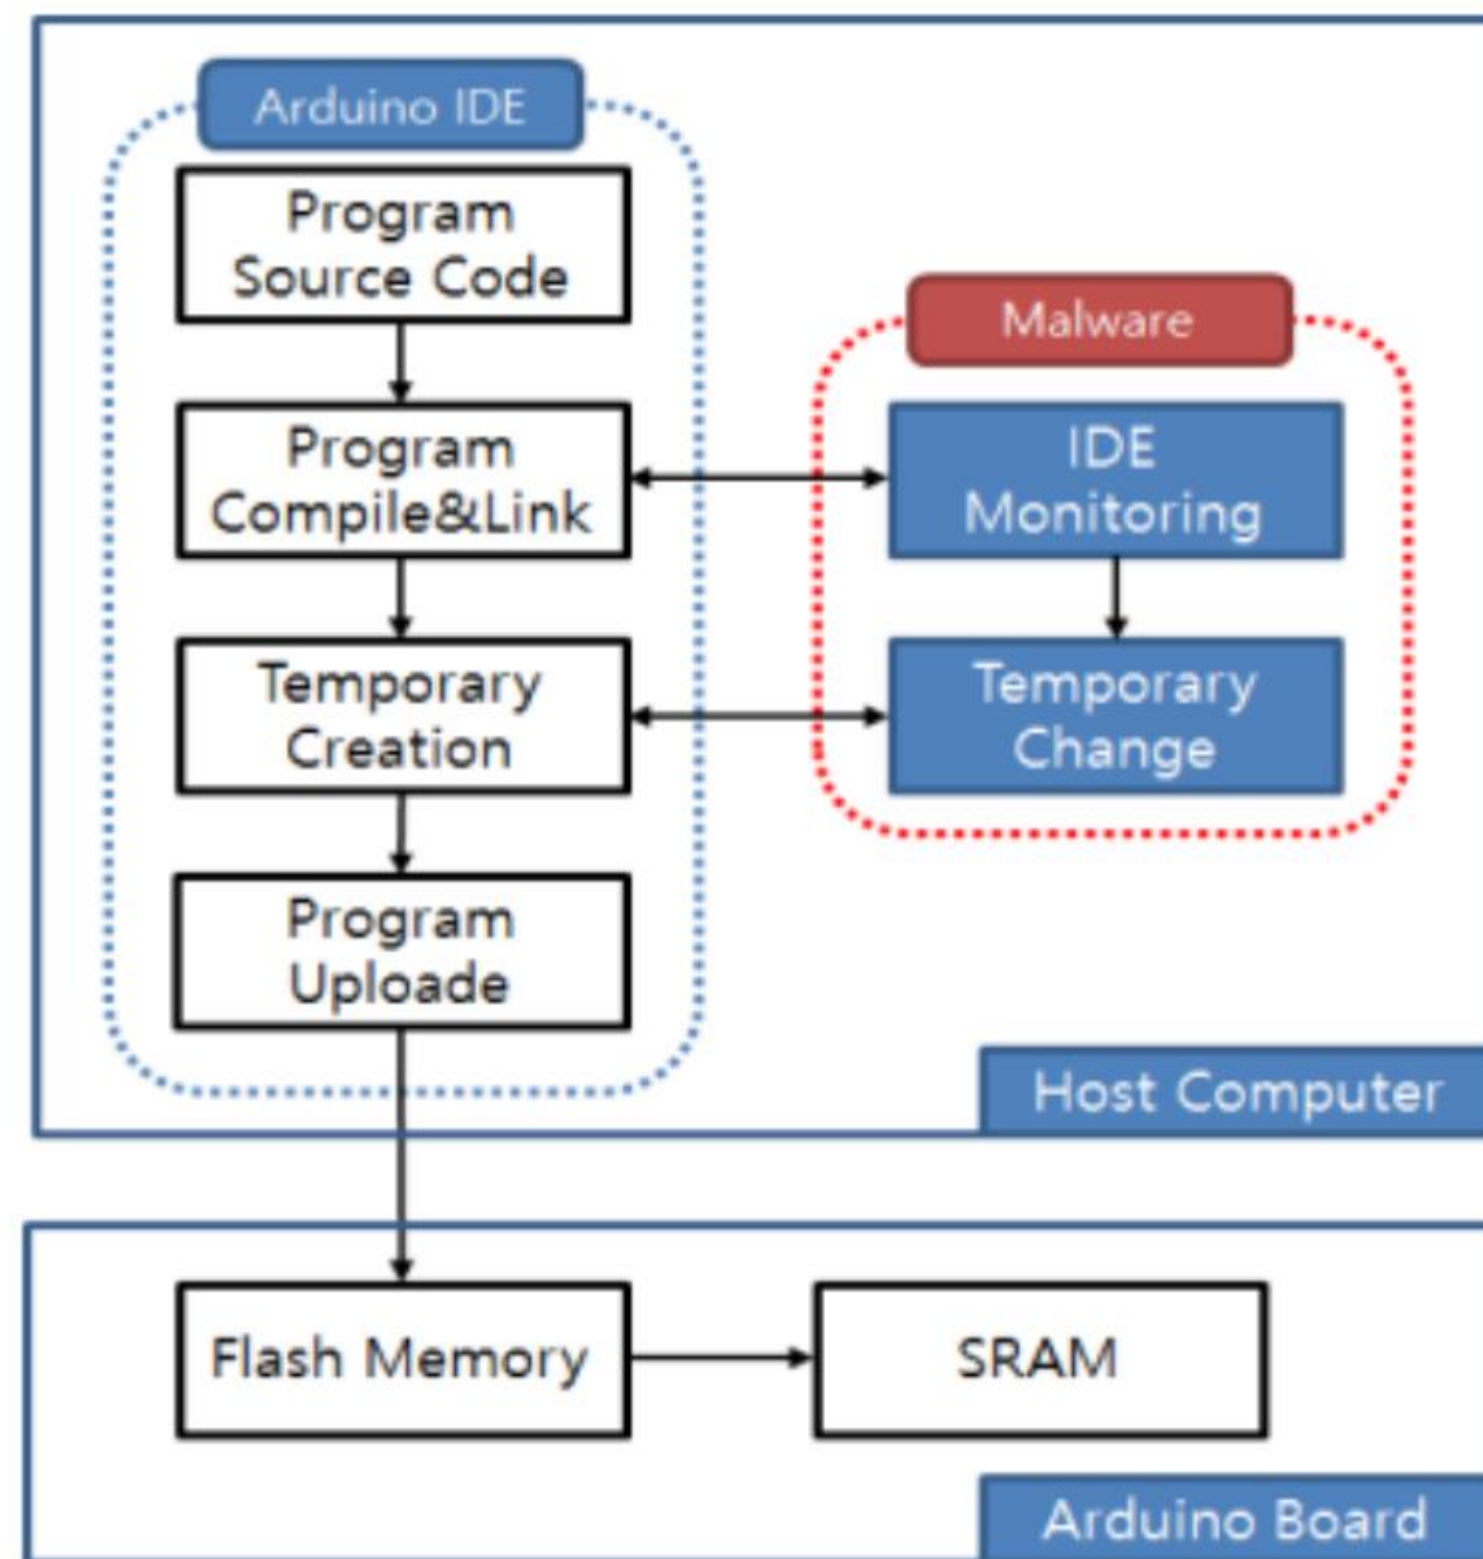 Arduino IDE
Program
Source Code
Malware
Program
Compile&Link
IDE
Monitoring
Temporary
Creation
Temporary
Change
Program
Uploade
Host Computer
Flash Memory
SRAM
Arduino Board